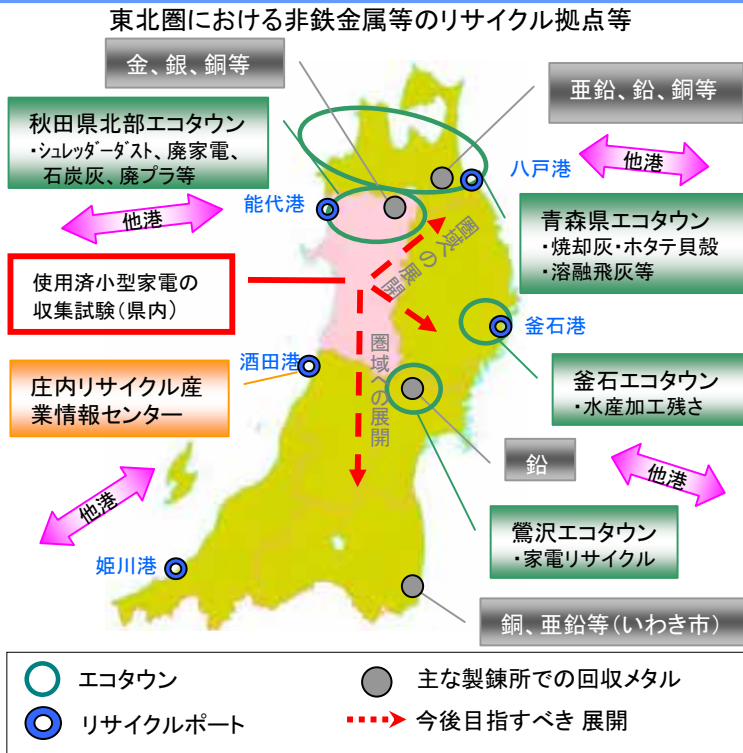 東北圏における非鉄金属等のリサイクル拠点等
金、銀、銅等
亜鉛、鉛、銅等
秋田県北部エコタウン
・シュレッダーダスト、廃家電、
石炭灰、廃プラ等
他港
八戸港
能代港
他港
青森県エコタウン
・焼却灰・ホタテ貝殻
・溶融飛灰等
圏域への展開
使用済小型家電の
収集試験(県内)
釜石港
酒田港
圏域への展開
庄内リサイクル産
業情報センター
釜石エコタウン
・水産加工残さ
鉛
他港
他港
鶯沢エコタウン
・家電リサイクル
姫川港
銅、亜鉛等(いわき市)
エコタウン
主な製錬所での回収メタル
リサイクルポート
今後目指すべき 展開